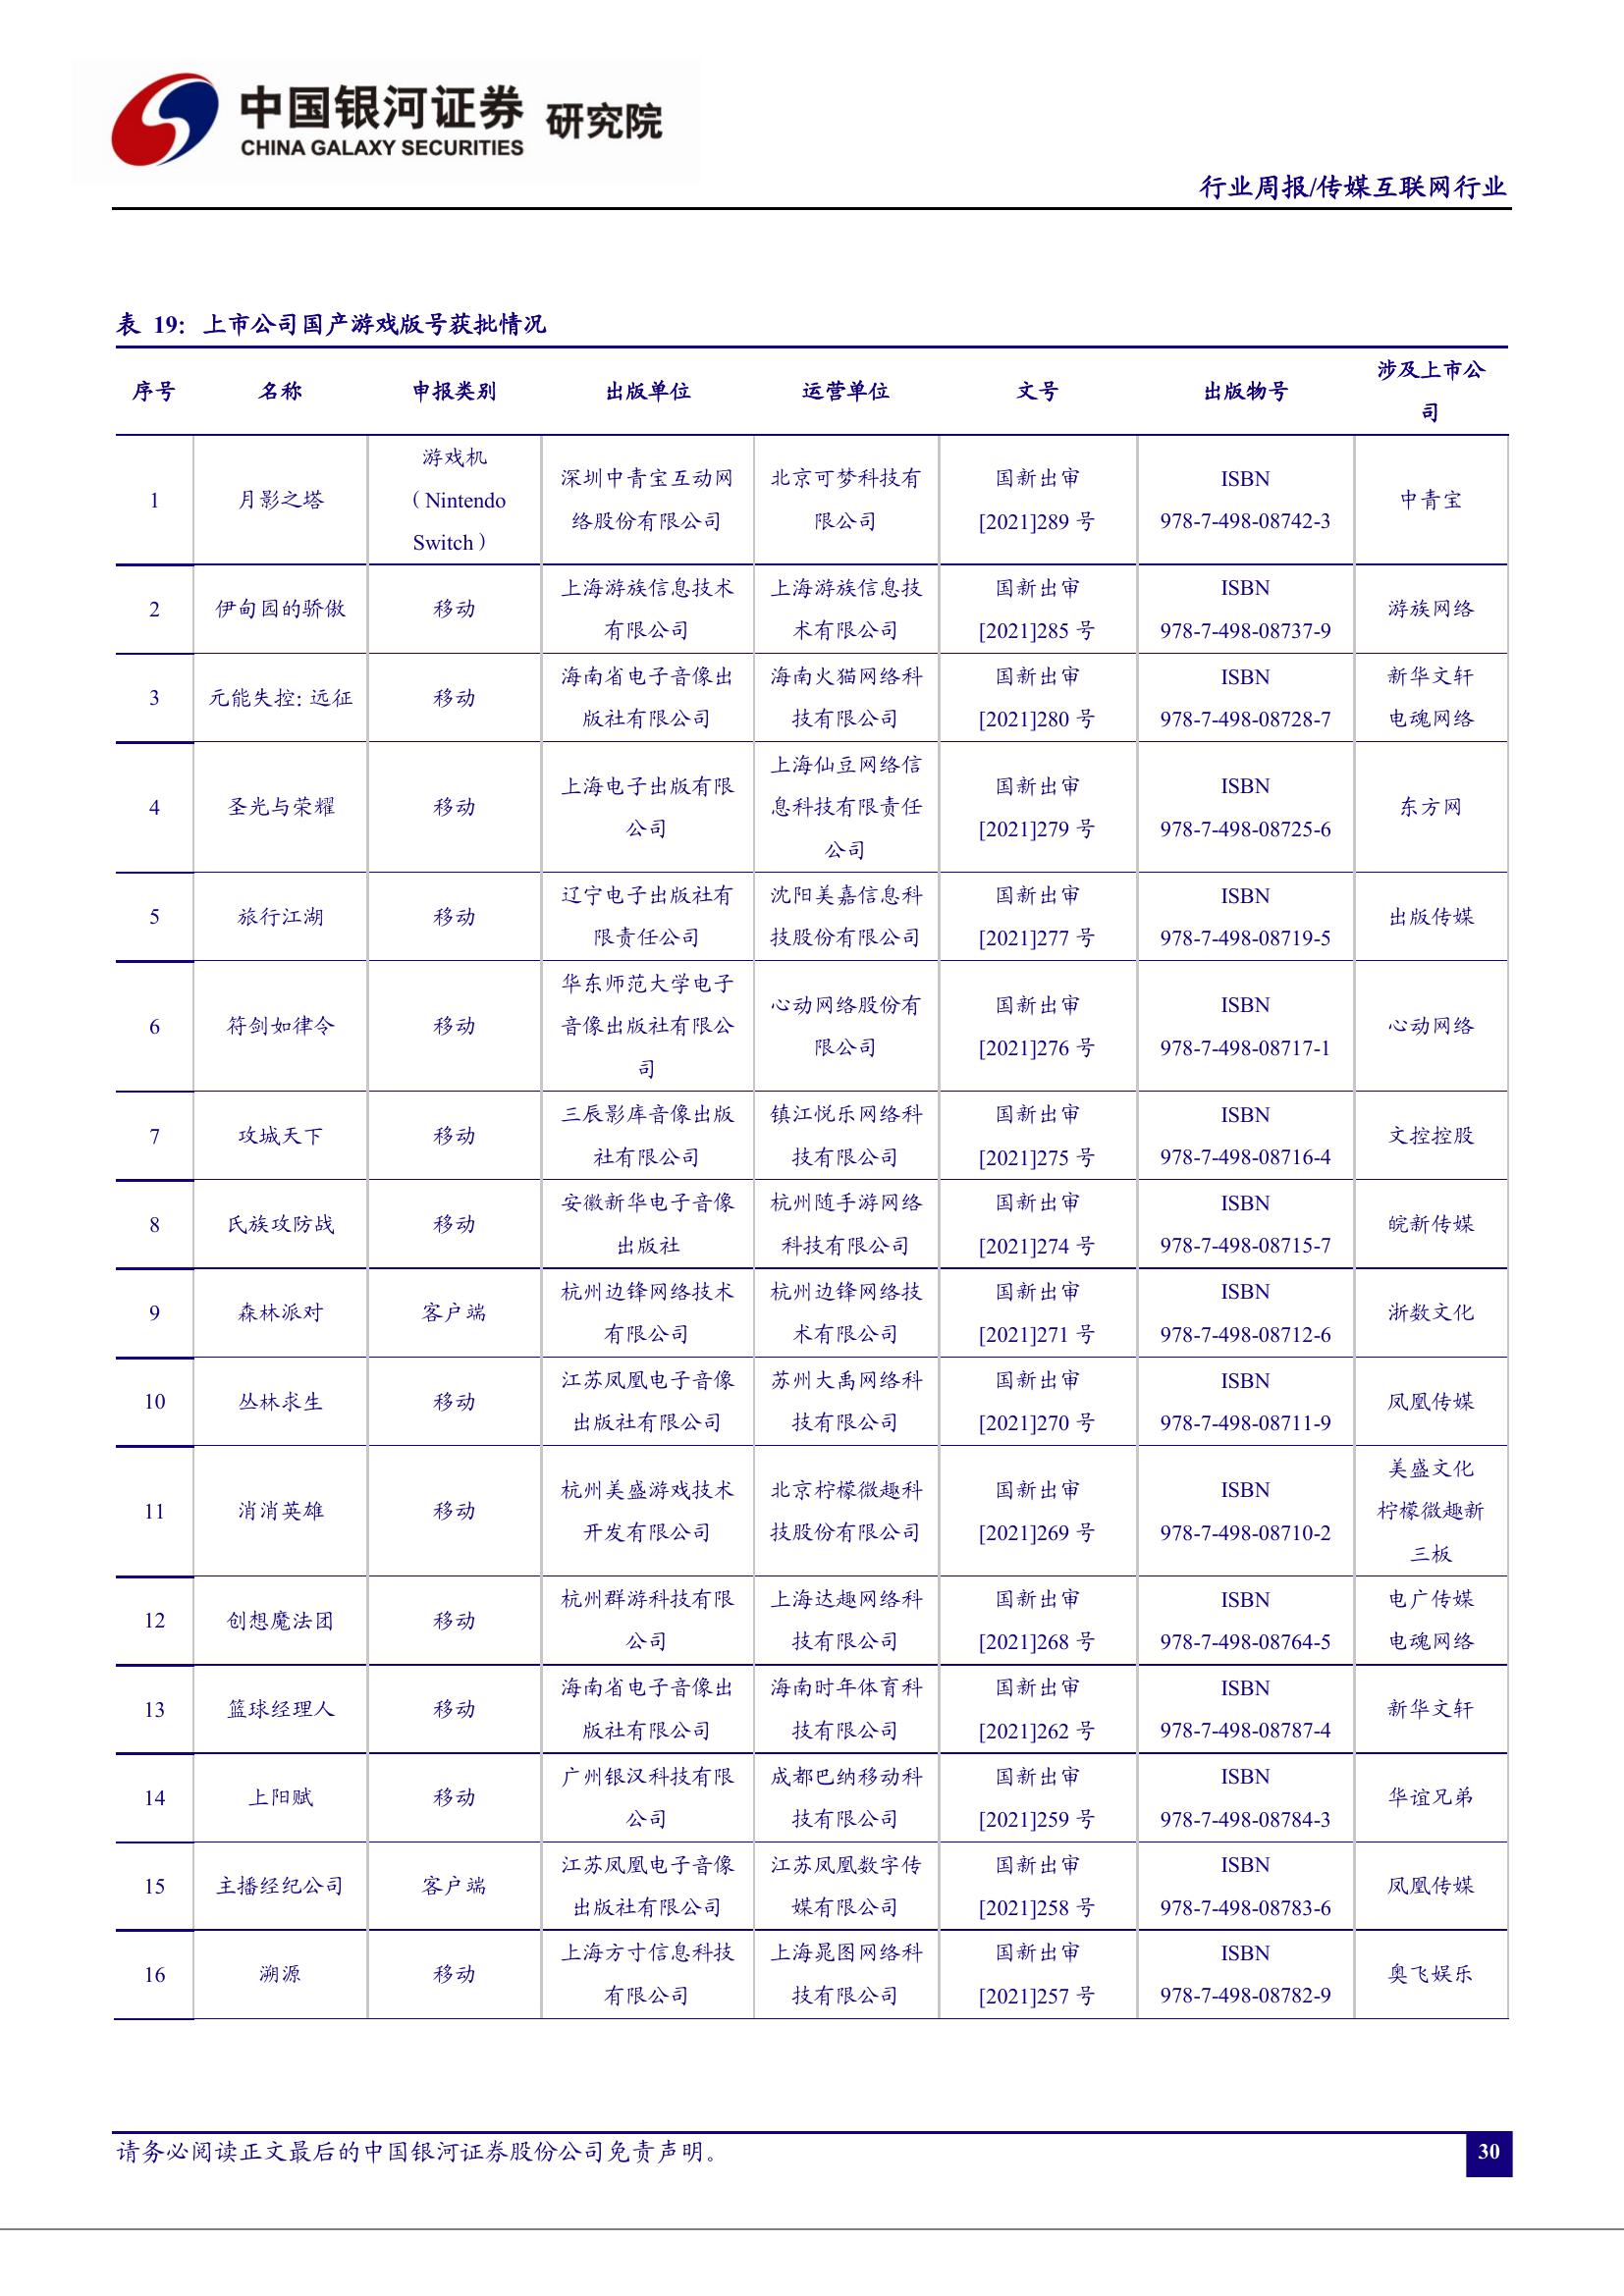 中国银河证券 研究院
CHINA GALAXY SECURITIES
行业周报/传媒互联网行业
表 19: 上市公司国产游戏版号获批情况
序号 名称 申报类别 出版单位 运营单位 文号 出版物号 涉及上市公
司
1 月影之塔 游戏机
（Nintendo
Switch）
深圳中青宝互动网
络股份有限公司
北京可梦科技有
限公司
国新出审
[2021]289 号
ISBN
978-7-498-08742-3
中青宝
2 伊甸园的骄傲 移动
上海游族信息技术
有限公司
上海游族信息技
术有限公司
国新出审
[2021]285 号
ISBN
978-7-498-08737-9
游族网络
3 元能失控: 远征 移动
海南省电子音像出
版社有限公司
海南火猫网络科
技有限公司
国新出审
[2021]280 号
ISBN
978-7-498-08728-7
新华文轩
电魂网络
4 圣光与荣耀 移动
上海电子出版有限
公司
上海仙豆网络信
息科技有限责任
公司
国新出审
[2021]279 号
ISBN
978-7-498-08725-6
东方网
5 旅行江湖 移动
辽宁电子出版社有
限责任公司
沈阳美嘉信息科
技股份有限公司
国新出审
[2021]277 号
ISBN
978-7-498-08719-5
出版传媒
6 符剑如律令 移动
华东师范大学电子
音像出版社有限公
司
心动网络股份有
限公司
国新出审
[2021]276 号
ISBN
978-7-498-08717-1
心动网络
7 攻城天下 移动
三辰影库音像出版
社有限公司
镇江悦乐网络科
技有限公司
国新出审
[2021]275 号
ISBN
978-7-498-08716-4
文控控股
8 氏族攻防战 移动
安徽新华电子音像
出版社
杭州随手游网络
科技有限公司
国新出审
[2021]274 号
ISBN
978-7-498-08715-7
皖新传媒
9 森林派对 客户端
杭州边锋网络技术
有限公司
杭州边锋网络技
术有限公司
国新出审
[2021]271 号
ISBN
978-7-498-08712-6
浙数文化
10 丛林求生 移动
江苏凤凰电子音像
出版社有限公司
苏州大禹网络科
技有限公司
国新出审
[2021]270 号
ISBN
978-7-498-08711-9
凤凰传媒
11 消消英雄 移动
杭州美盛游戏技术
开发有限公司
北京柠檬微趣科
技股份有限公司
国新出审
[2021]269 号
ISBN
978-7-498-08710-2
美盛文化
柠檬微趣新
三板
12 创想魔法团 移动
杭州群游科技有限
公司
上海达趣网络科
技有限公司
国新出审
[2021]268 号
ISBN
978-7-498-08764-5
电广传媒
电魂网络
13 篮球经理人 移动
海南省电子音像出
版社有限公司
海南时年体育科
技有限公司
国新出审
[2021]262 号
ISBN
978-7-498-08787-4
新华文轩
14 上阳赋 移动
广州银汉科技有限
公司
成都巴纳移动科
技有限公司
国新出审
[2021]259 号
ISBN
978-7-498-08784-3
华谊兄弟
15 主播经纪公司 客户端
江苏凤凰电子音像
出版社有限公司
江苏凤凰数字传
媒有限公司
国新出审
[2021]258 号
ISBN
978-7-498-08783-6
凤凰传媒
16 溯源 移动
上海方寸信息科技
有限公司
上海晃图网络科
技有限公司
国新出审
[2021]257 号
ISBN
978-7-498-08782-9
奥飞娱乐
请务必阅读正文最后的中国银河证券股份公司免责声明。
30